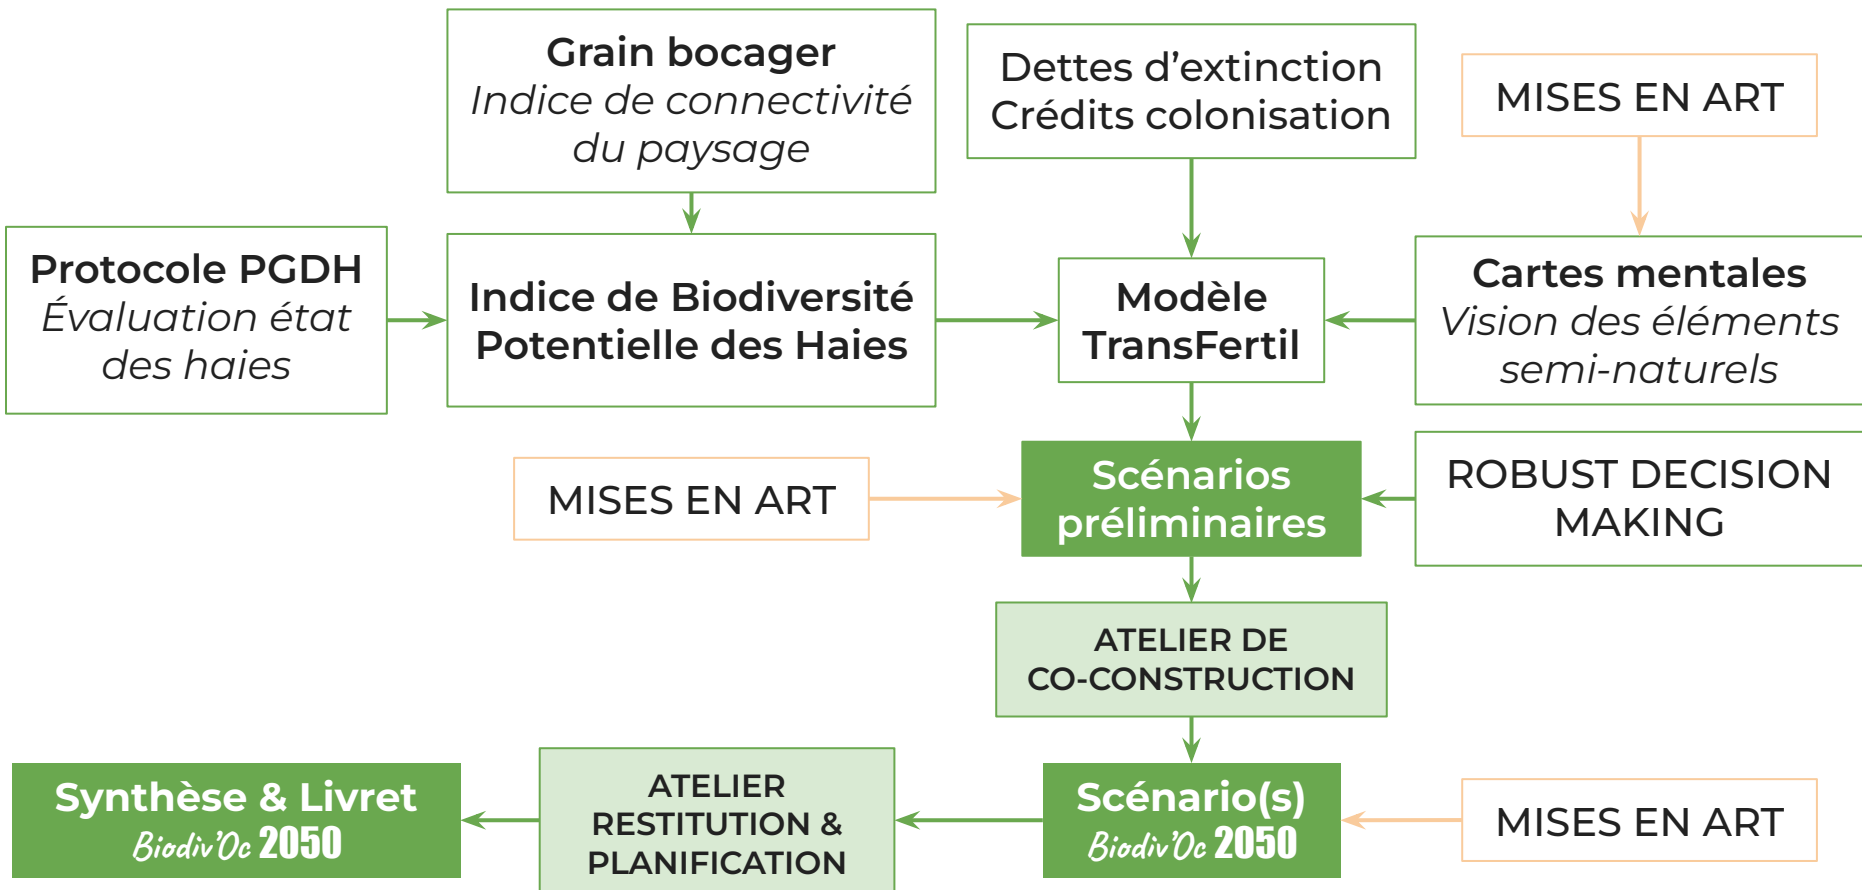 Grain bocager
Indice de connectivité
du paysage
Dettes d'extinction
Crédits colonisation
MISES EN ART
Protocole PGDH
Évaluation état
des haies
Indice de Biodiversité
Potentielle des Haies
Modèle
TransFertil
Cartes mentales
Vision des éléments
semi-naturels
MISES EN ART
Scénarios
préliminaires
ROBUST DECISION
MAKING
ATELIER DE
CO-CONSTRUCTION
Synthèse & Livret
Biodiv'Oc 2050
ATELIER
RESTITUTION &
PLANIFICATION
Scénario(s)
Biodiv'Oc 2050
MISES EN ART